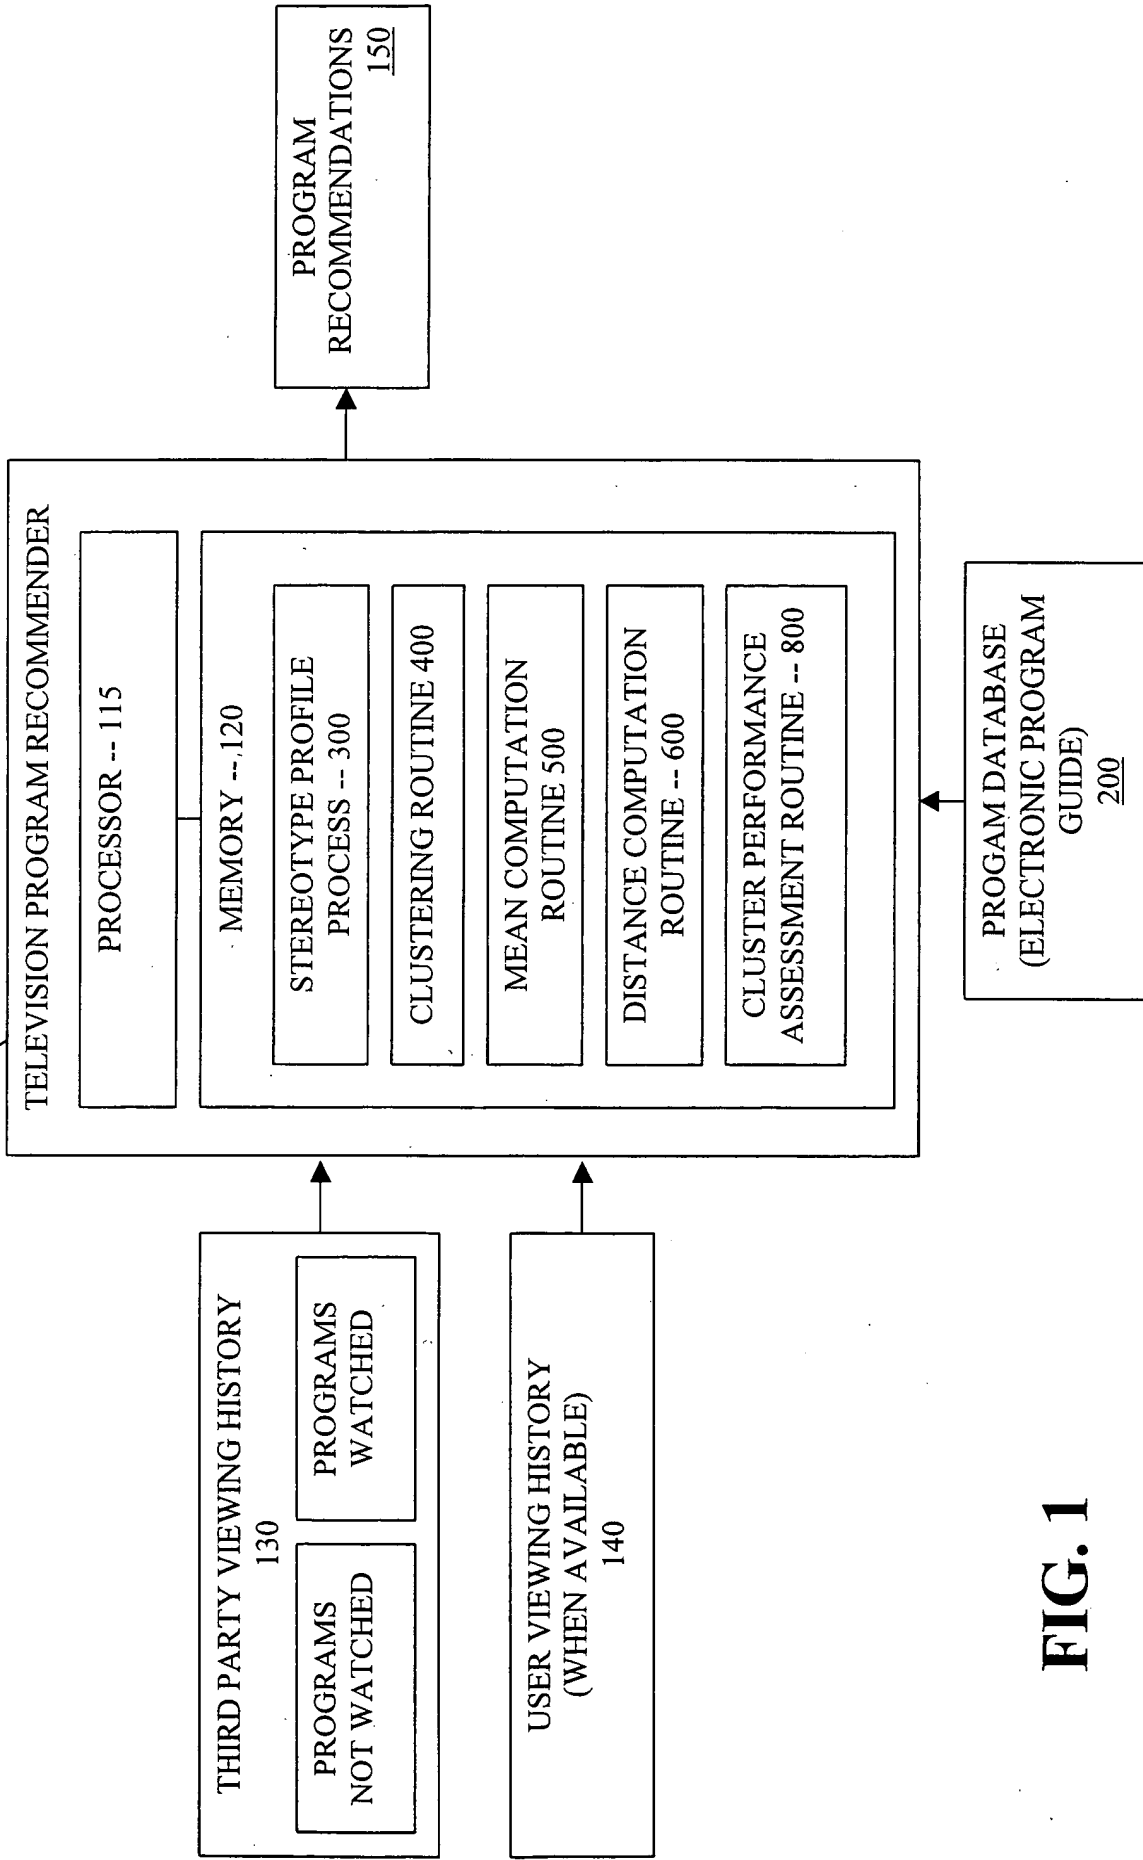 TELEVISION PROGRAM RECOMMENDER
PROCESSOR -- 115
MEMORY -- 120
STEREOTYPE PROFILE
PROCESS -- 300
CLUSTERING ROUTINE 400
MEAN COMPUTATION
ROUTINE 500
DISTANCE COMPUTATION
ROUTINE -- 600
CLUSTER PERFORMANCE
ASSESSMENT ROUTINE -- 800
THIRD PARTY VIEWING HISTORY
130
PROGRAMS
NOT WATCHED
PROGRAMS
WATCHED
USER VIEWING HISTORY
(WHEN AVAILABLE)
140
PROGRAM
RECOMMENDATIONS
150
PROGAM DATABASE
(ELECTRONIC PROGRAM
GUIDE)
200
FIG. 1